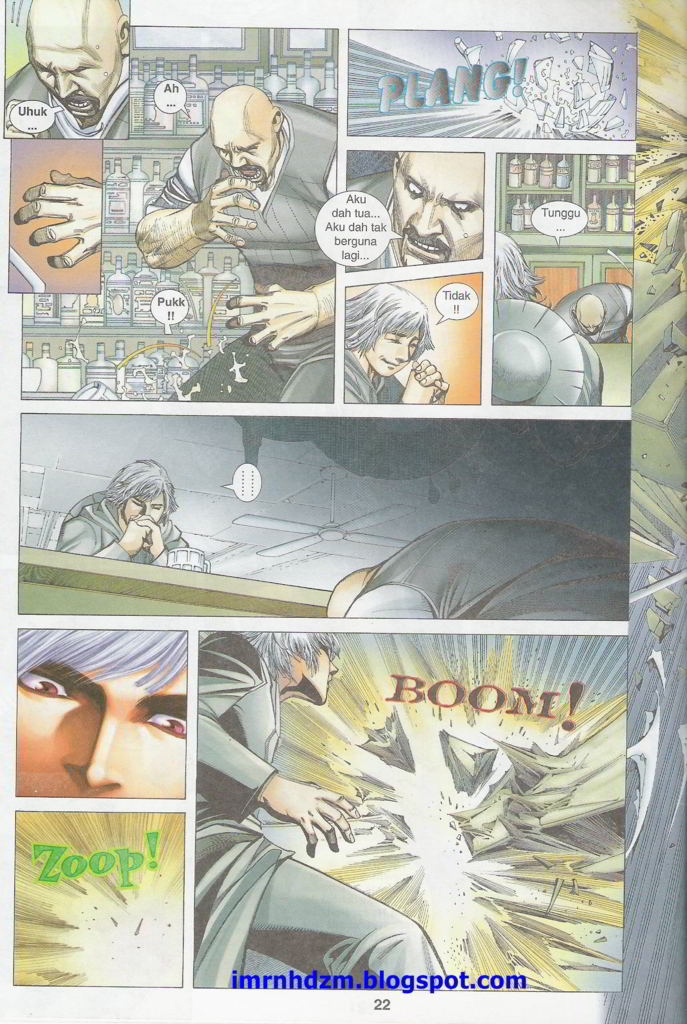 Uhuk
...
Ah
...
Pukk
!!
PLANG!
Aku
dah tua...
Aku dah tak
berguna
lagi...
Tidak
!!
Tunggu
...
......
BOOM!
ZOOP!
imrnhdzm.blogspot.com
22